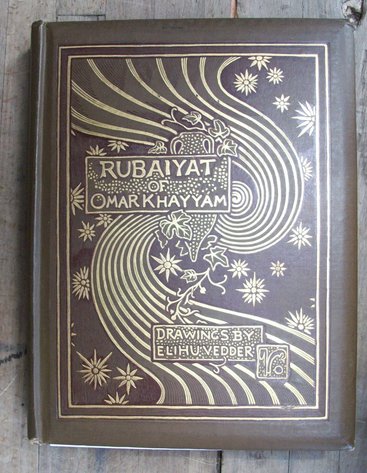 RUBAIYAT
OF
OMAR KHAYYAM
DRAWINGS BY
ELIHU VEDDER